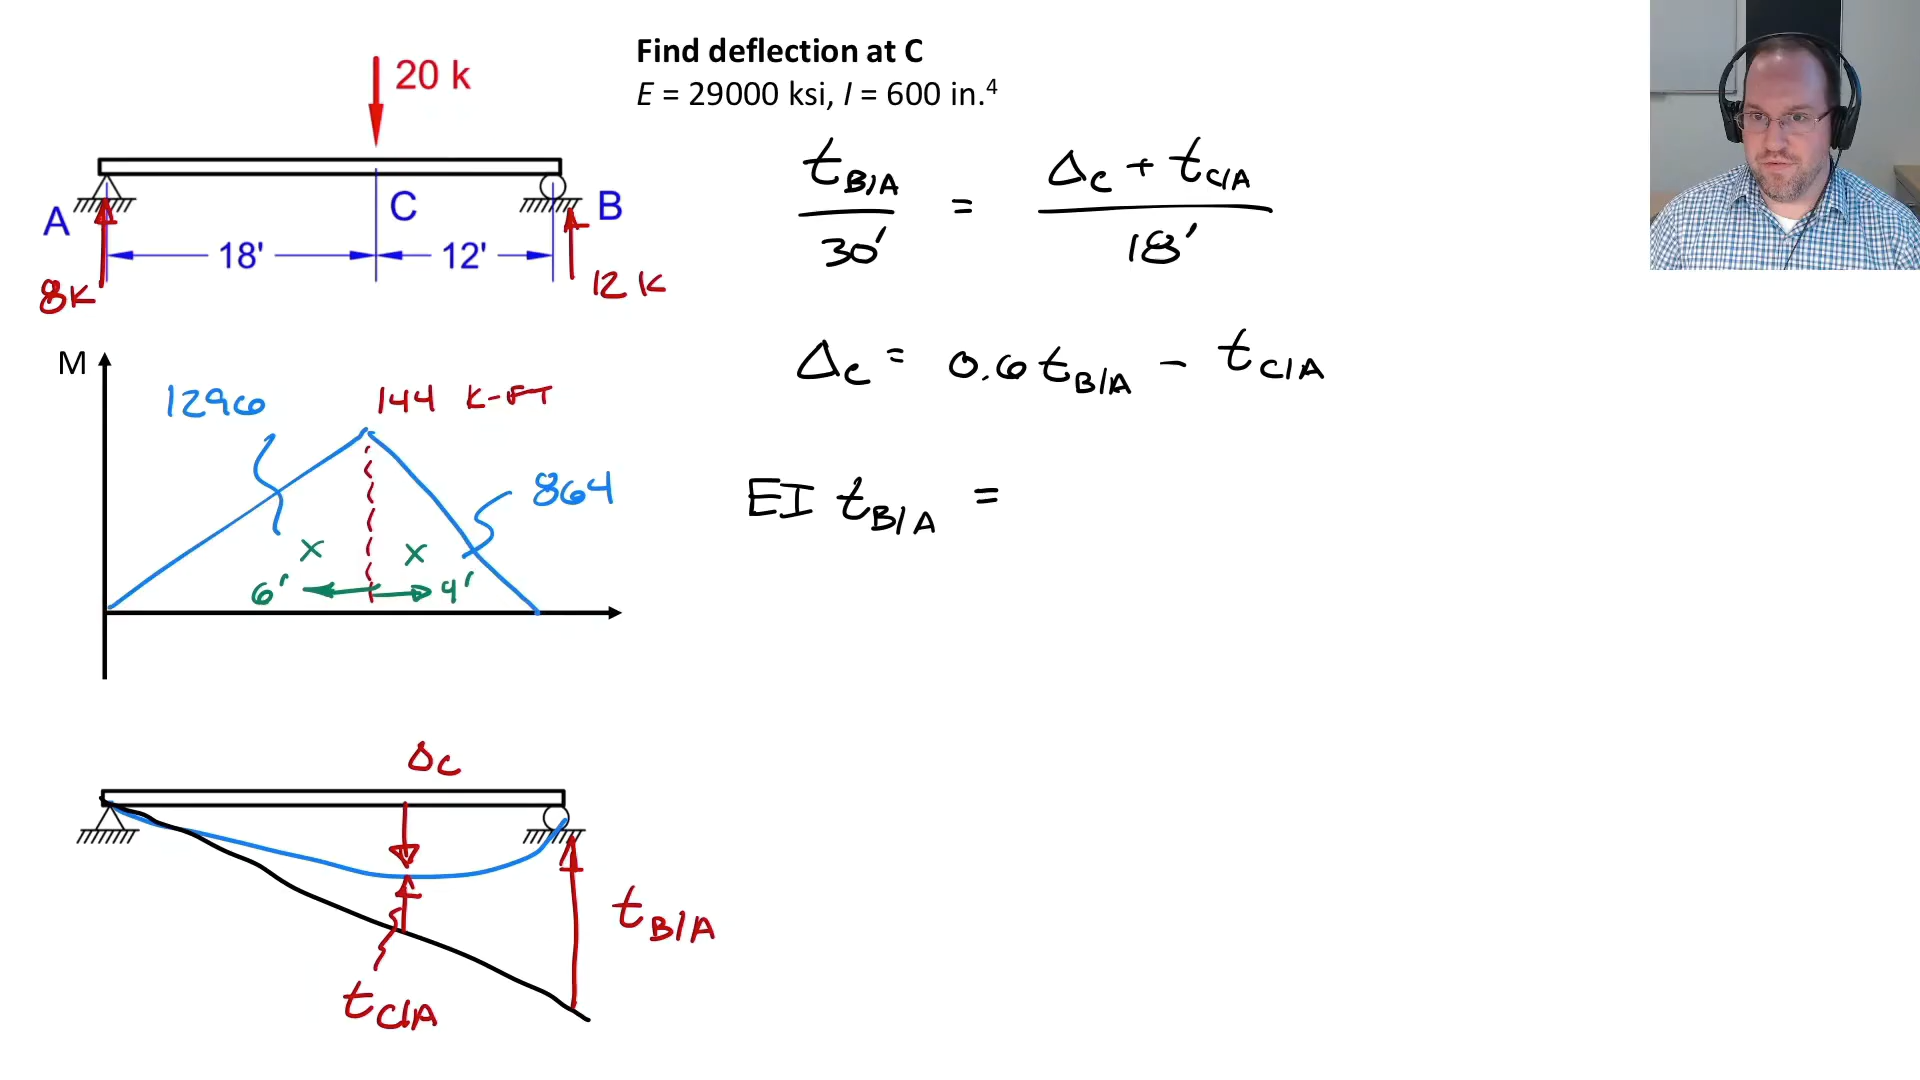 Find deflection at C
E = 29000 ksi, I = 600 in.⁴
20 k
A
C
B
18'
12'
8K
12 K
t_B/A / 30' = (Δ_C + t_C/A) / 18'
Δ_C = 0.6 t_B/A - t_C/A
EI t_B/A =
M
1296
144 K-FT
864
x
x
6'
4'
Δ_C
t_B/A
t_C/A